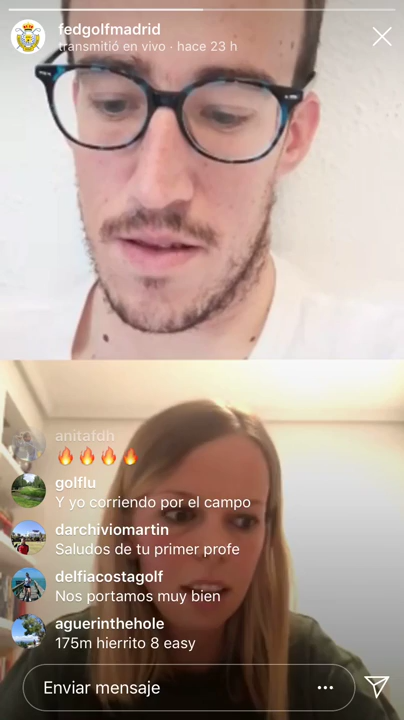 fedgolfmadrid
transmitió en vivo · hace 23 h
anitafdh
🔥🔥🔥🔥
golflu
Y yo corriendo por el campo
darchiviomartin
Saludos de tu primer profe
delfiacostagolf
Nos portamos muy bien
aguerinthehole
175m hierrito 8 easy
Enviar mensaje